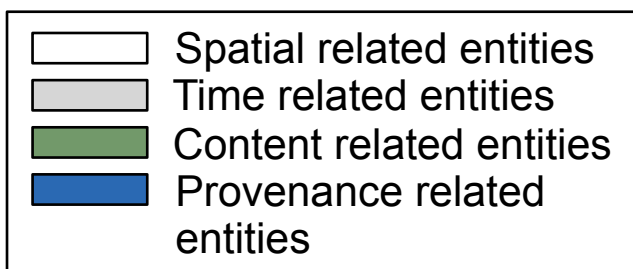 Spatial related entities
Time related entities
Content related entities
Provenance related
entities